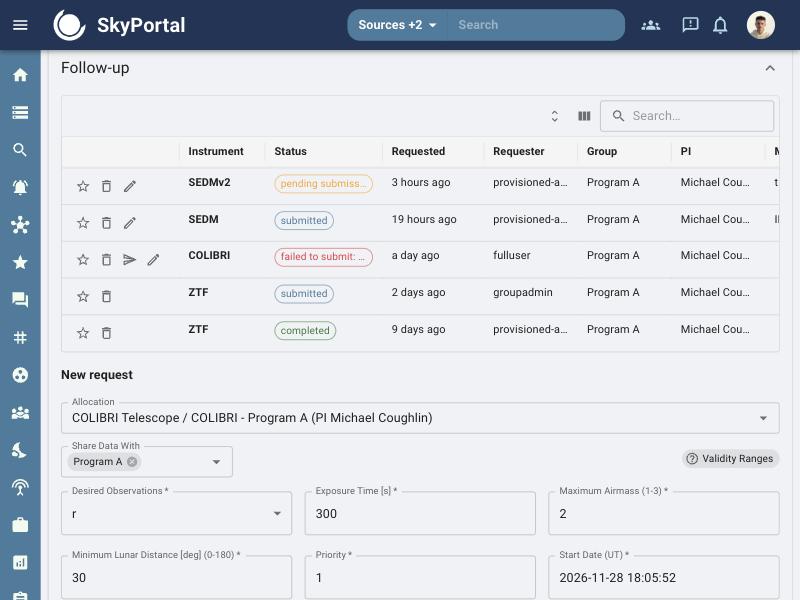 SkyPortal
Sources +2
Search
Follow-up
Search...
Instrument Status Requested Requester Group PI
SEDMv2 pending submiss... 3 hours ago provisioned-a... Program A Michael Cou...
SEDM submitted 19 hours ago provisioned-a... Program A Michael Cou...
COLIBRI failed to submit: ... a day ago fulluser Program A Michael Cou...
ZTF submitted 2 days ago groupadmin Program A Michael Cou...
ZTF completed 9 days ago provisioned-a... Program A Michael Cou...
New request
Allocation
COLIBRI Telescope / COLIBRI - Program A (PI Michael Coughlin)
Share Data With
Program A
Validity Ranges
Desired Observations * Exposure Time [s] * Maximum Airmass (1-3) *
r 300 2
Minimum Lunar Distance [deg] (0-180) * Priority * Start Date (UT) *
30 1 2026-11-28 18:05:52